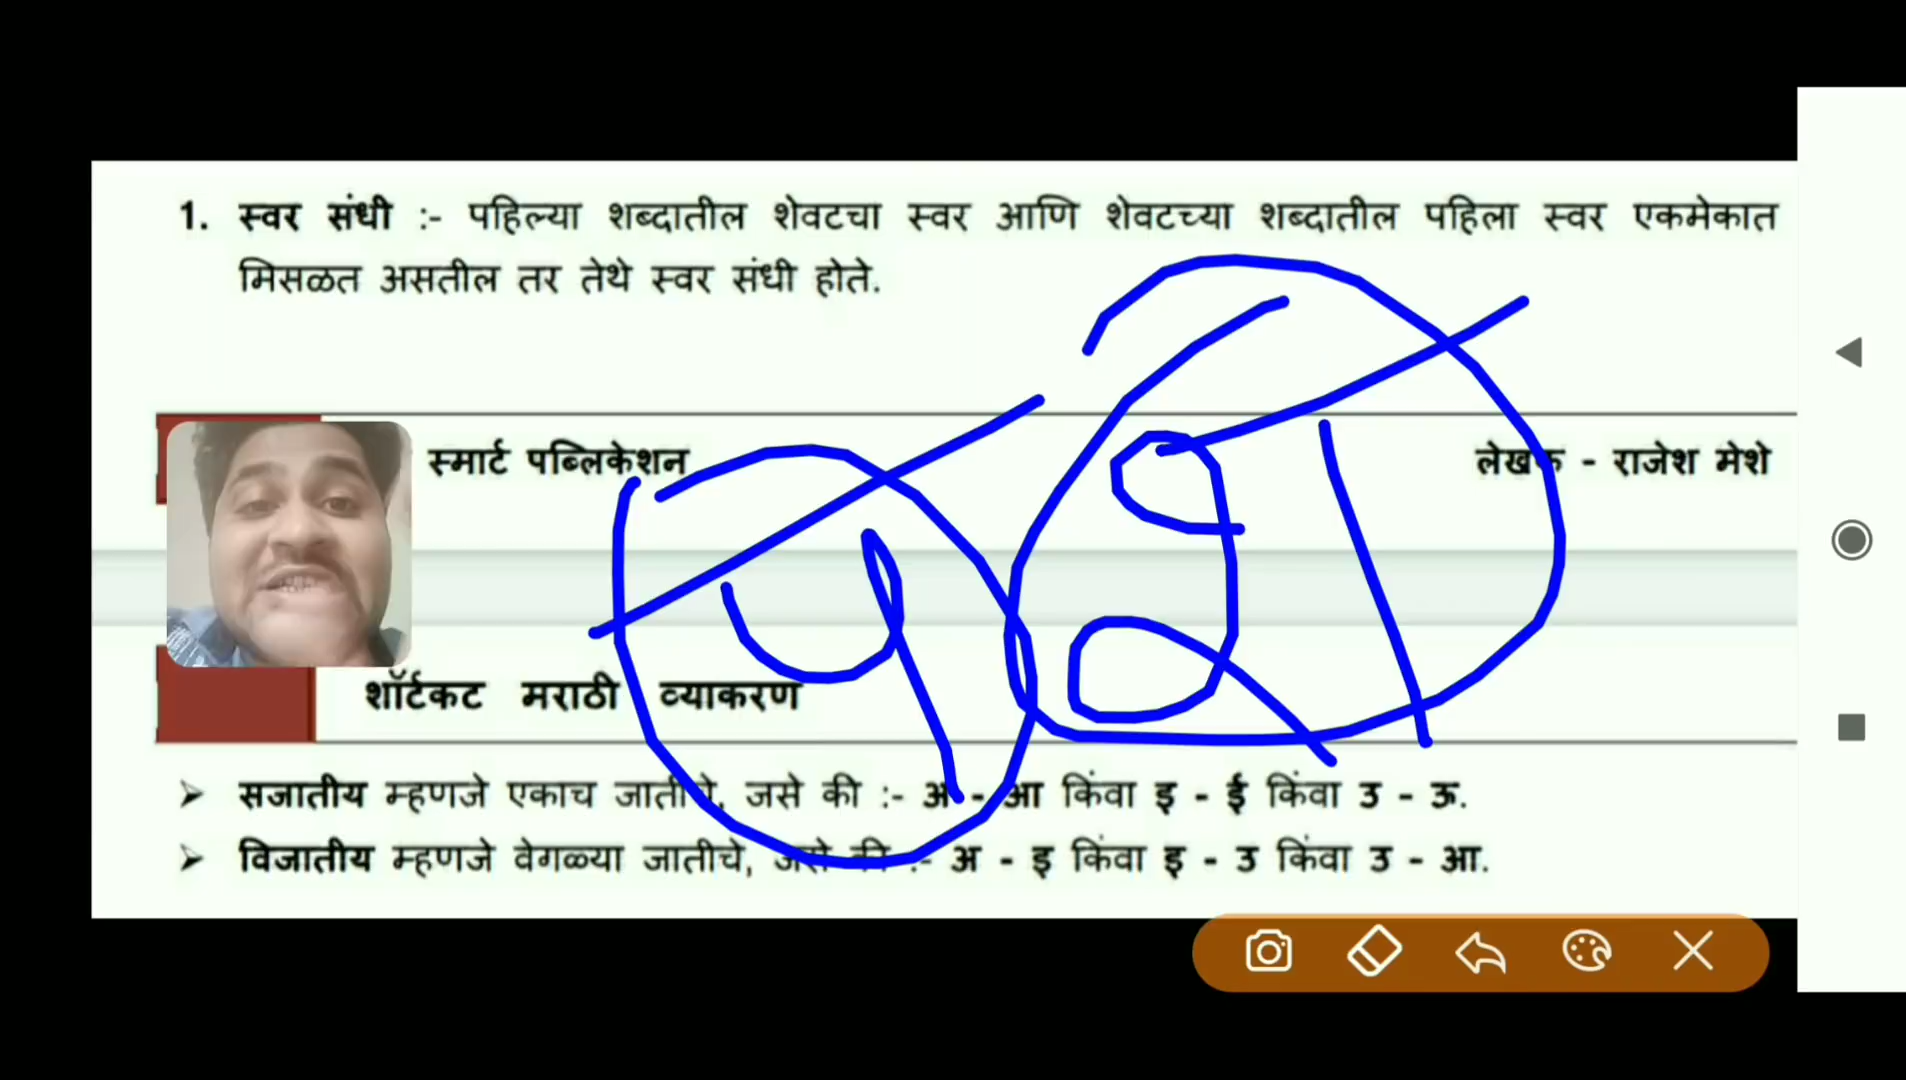 1. स्वर संधी :- पहिल्या शब्दातील शेवटचा स्वर आणि शेवटच्या शब्दातील पहिला स्वर एकमेकात
मिसळत असतील तर तेथे स्वर संधी होते.
स्मार्ट पब्लिकेशन
लेखक - राजेश मेशे
शॉर्टकट मराठी व्याकरण
➢ सजातीय म्हणजे एकाच जातीचे, जसे की :- अ - आ किंवा इ - ई किंवा उ - ऊ.
➢ विजातीय म्हणजे वेगळ्या जातीचे, जसे की :- अ - इ किंवा इ - उ किंवा उ - आ.